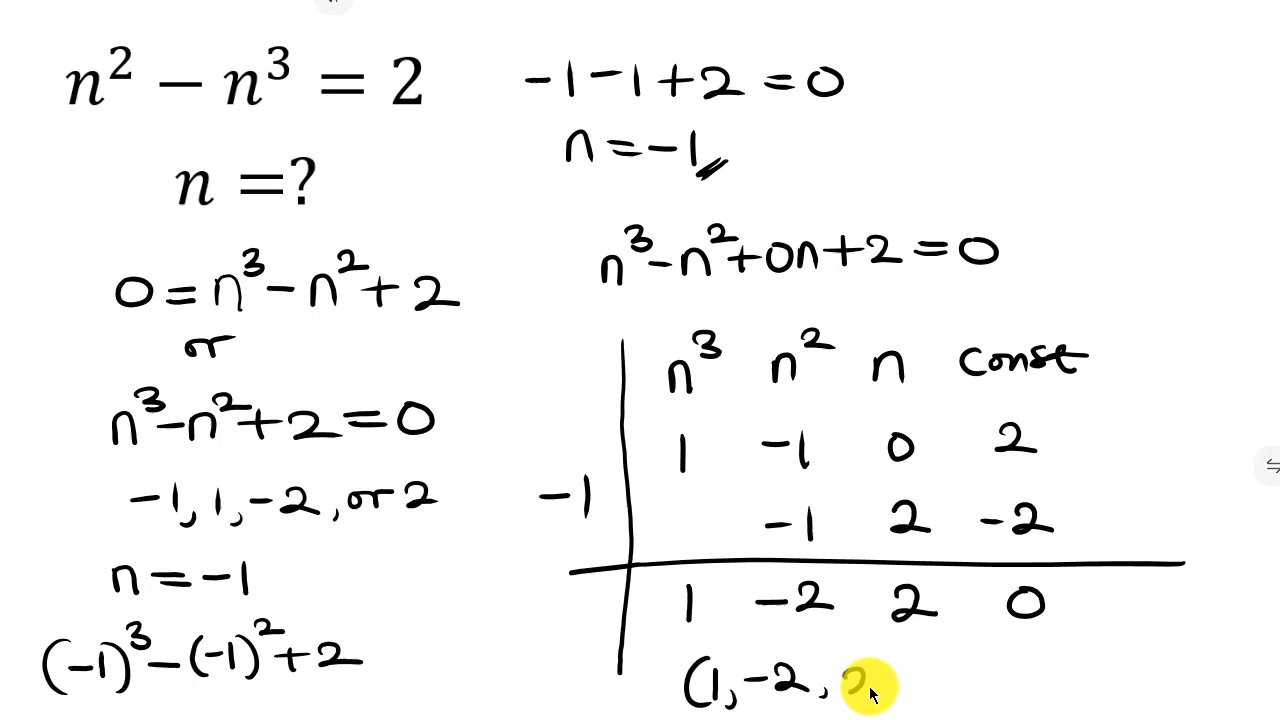 n² − n³ = 2
n =?
0 = n³ − n² + 2
or
n³ − n² + 2 = 0
−1, 1, −2, or 2
n = −1
(−1)³ − (−1)² + 2
−1 − 1 + 2 = 0
n = −1
n³ − n² + 0n + 2 = 0
n³ n² n const
1 −1 0 2
−1
−1 2 −2
1 −2 2 0
(1, −2,